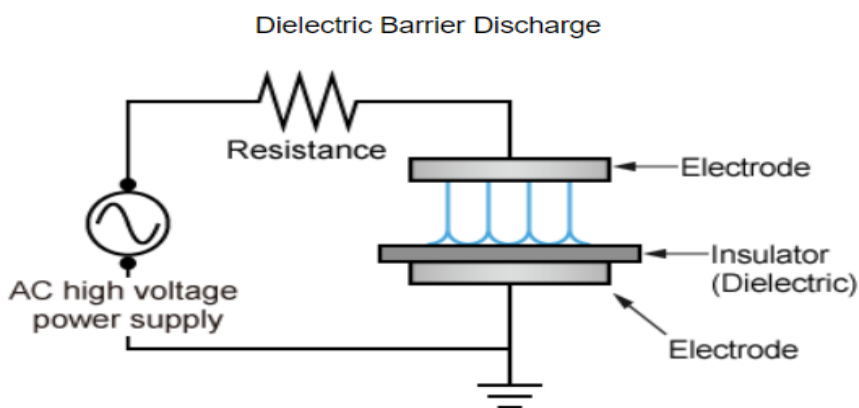 Dielectric Barrier Discharge
Resistance
Electrode
Insulator
(Dielectric)
AC high voltage
power supply
Electrode